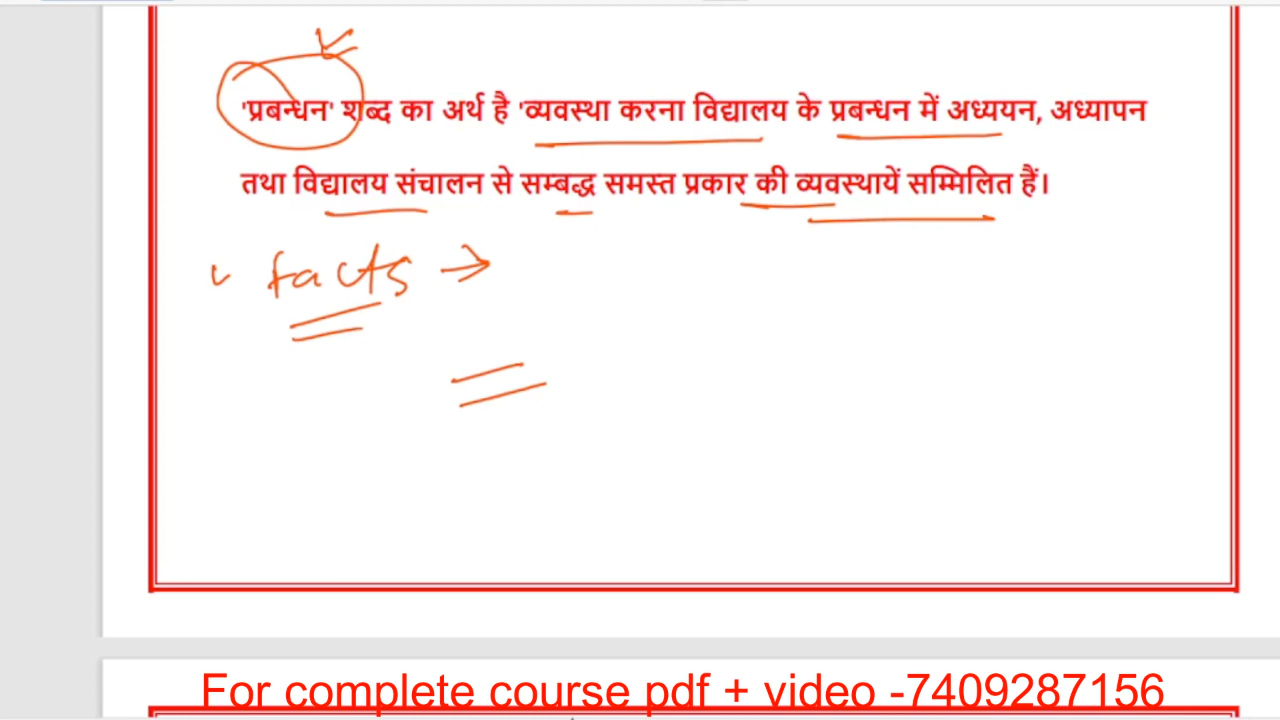 'प्रबन्धन' शब्द का अर्थ है 'व्यवस्था करना विद्यालय के प्रबन्धन में अध्ययन, अध्यापन
तथा विद्यालय संचालन से सम्बद्ध समस्त प्रकार की व्यवस्थायें सम्मिलित हैं।
facts →
For complete course pdf + video -7409287156